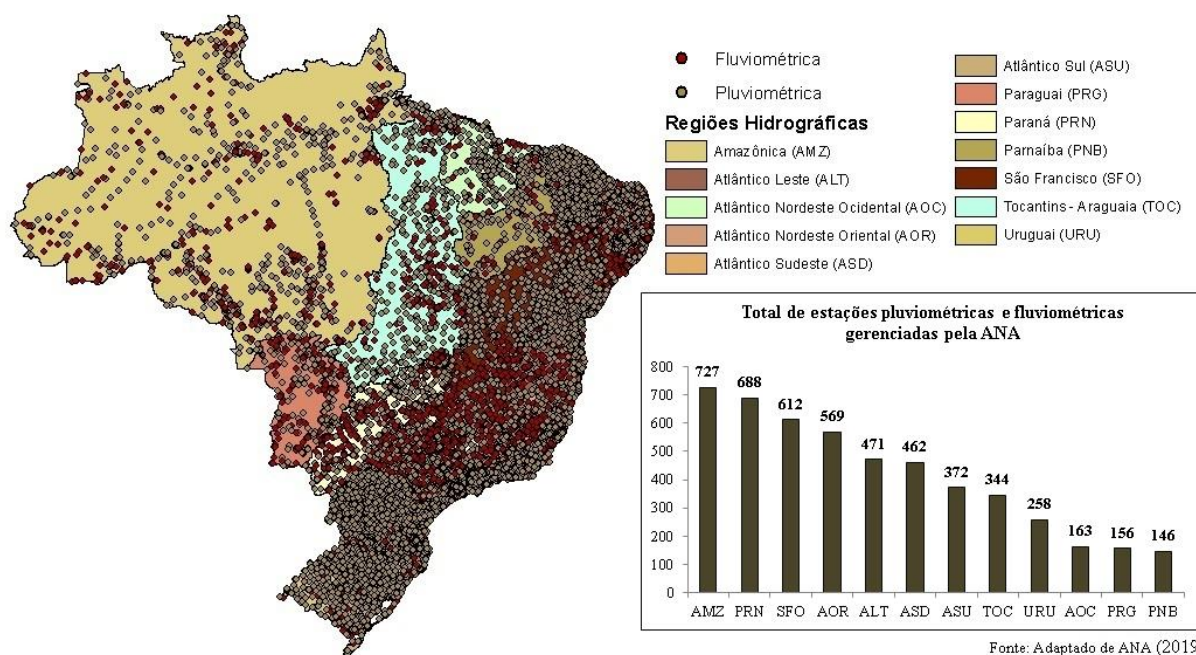 Fluviométrica
Pluviométrica
Regiões Hidrográficas
Amazônica (AMZ)
Atlântico Leste (ALT)
Atlântico Nordeste Ocidental (AOC)
Atlântico Nordeste Oriental (AOR)
Atlântico Sudeste (ASD)
Atlântico Sul (ASU)
Paraguai (PRG)
Paraná (PRN)
Parnaíba (PNB)
São Francisco (SFO)
Tocantins - Araguaia (TOC)
Uruguai (URU)
Total de estações pluviométricas e fluviométricas
gerenciadas pela ANA
800
700
600
500
400
300
200
100
0
727
688
612
569
471
462
372
344
258
163
156
146
AMZ PRN SFO AOR ALT ASD ASU TOC URU AOC PRG PNB
Fonte: Adaptado de ANA (2019